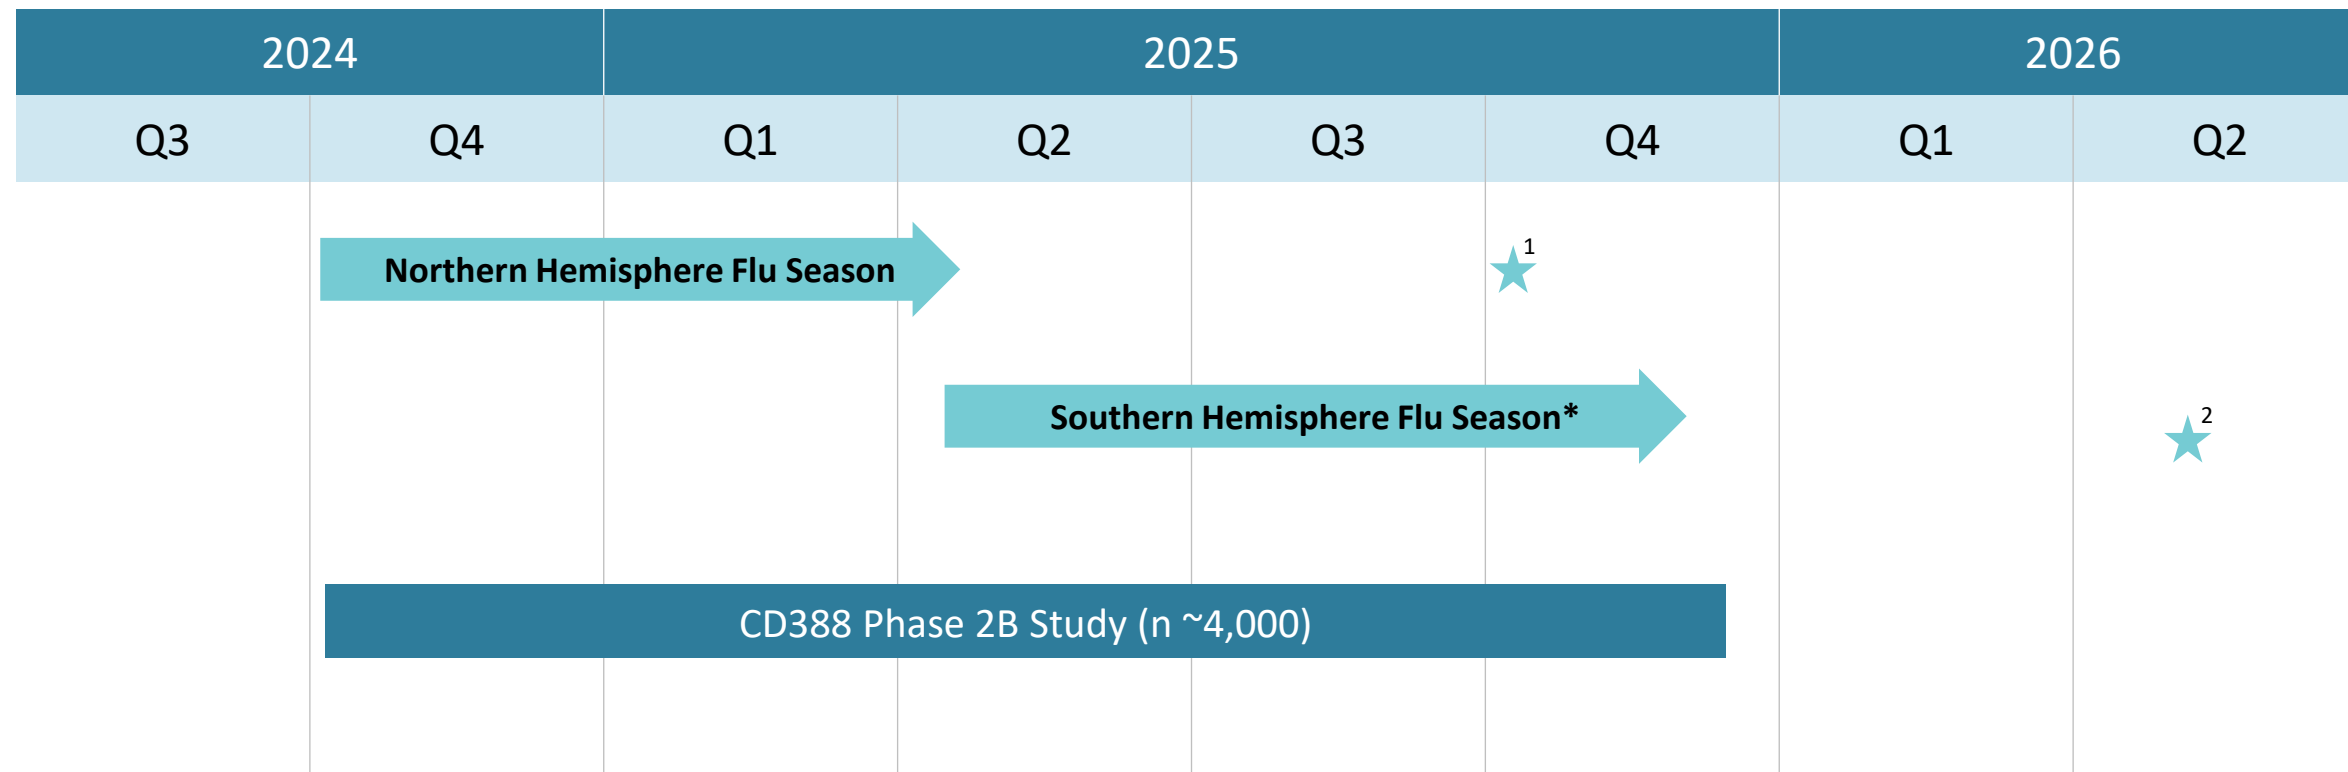 2024 2025 2026
Q3 Q4 Q1 Q2 Q3 Q4 Q1 Q2
Northern Hemisphere Flu Season
1
Southern Hemisphere Flu Season*
2
CD388 Phase 2B Study (n ~4,000)